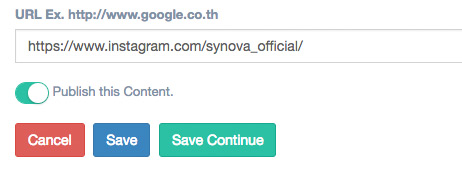 URL Ex. http://www.google.co.th
https://www.instagram.com/synova_official/
Publish this Content.
Cancel Save Save Continue